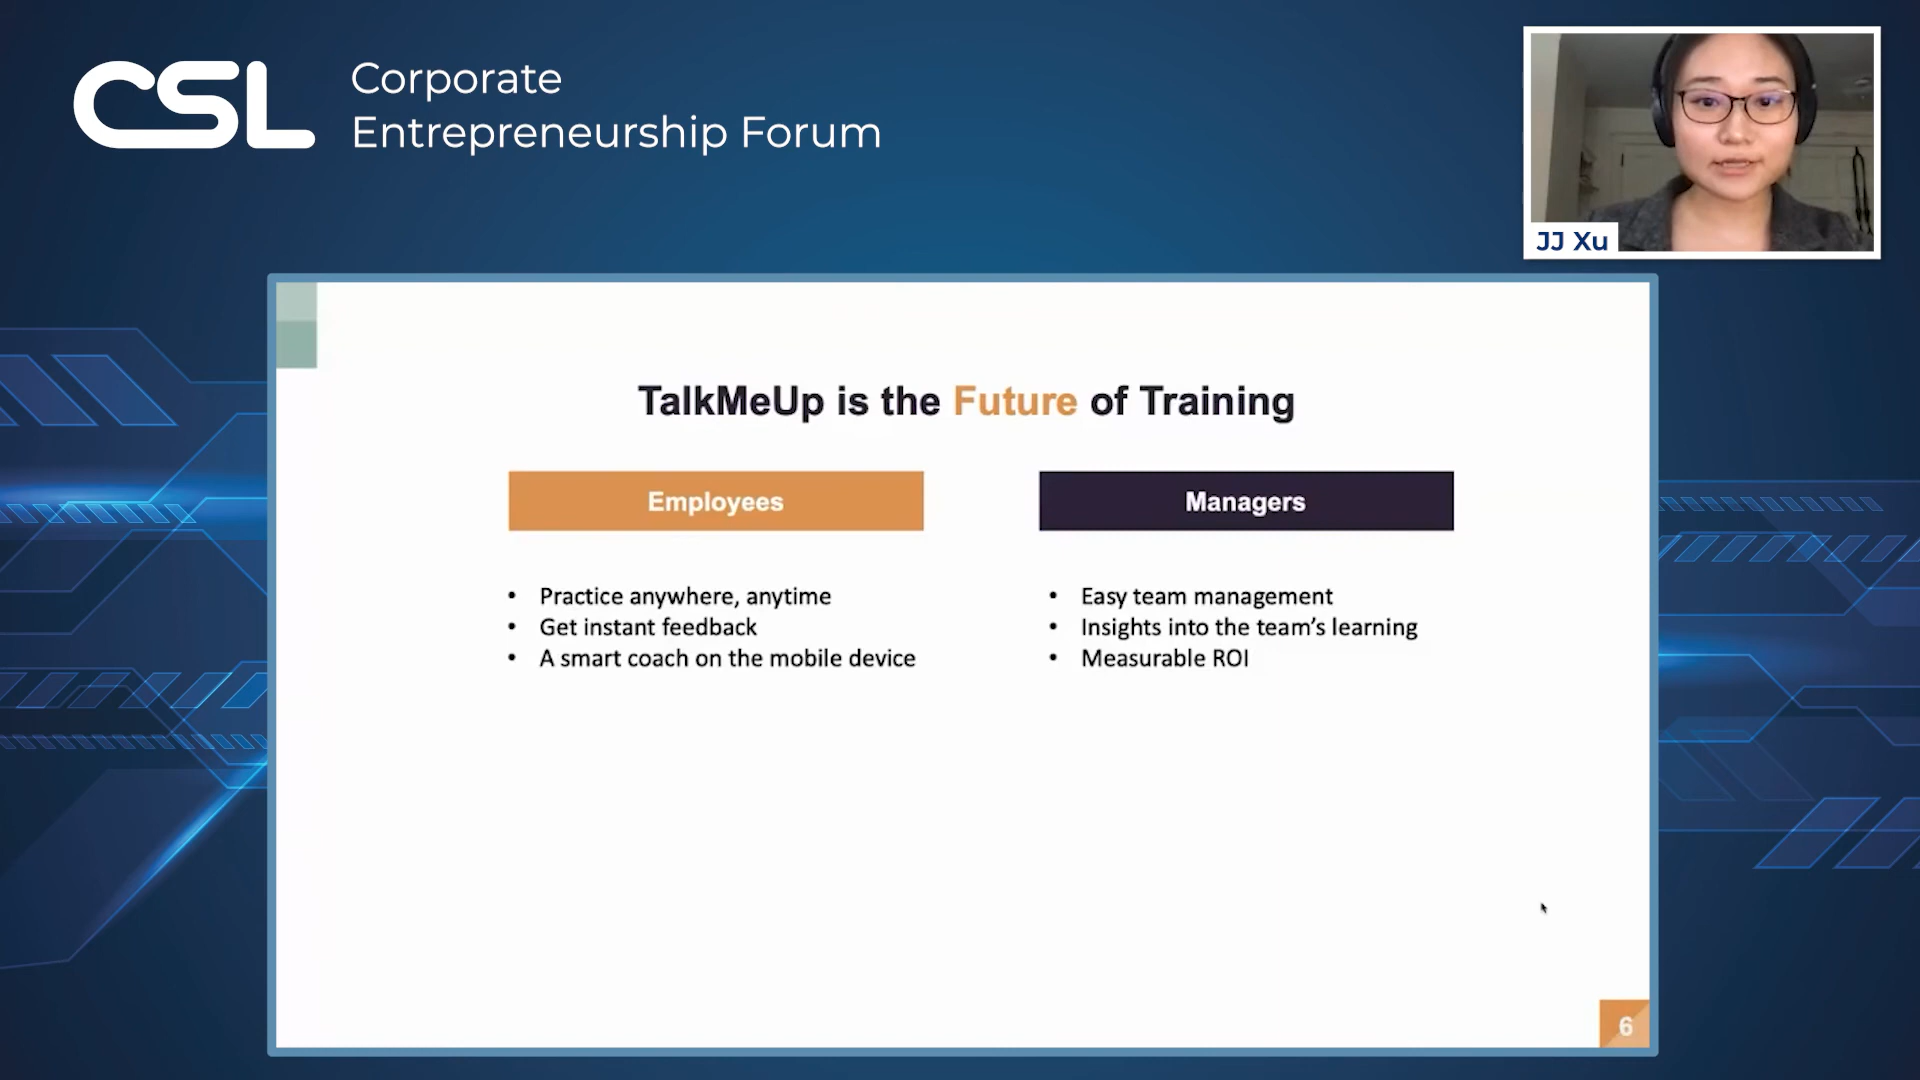 CSL
Corporate
Entrepreneurship Forum
JJ Xu
TalkMeUp is the Future of Training
Employees
• Practice anywhere, anytime
• Get instant feedback
• A smart coach on the mobile device
Managers
• Easy team management
• Insights into the team's learning
• Measurable ROI
6